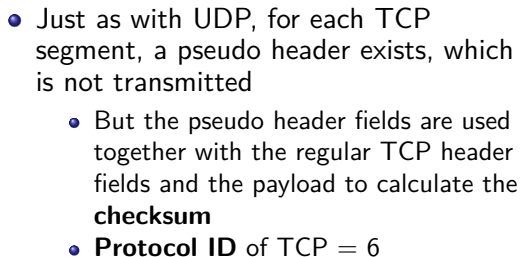 Just as with UDP, for each TCP
segment, a pseudo header exists, which
is not transmitted
But the pseudo header fields are used
together with the regular TCP header
fields and the payload to calculate the
checksum
Protocol ID of TCP = 6